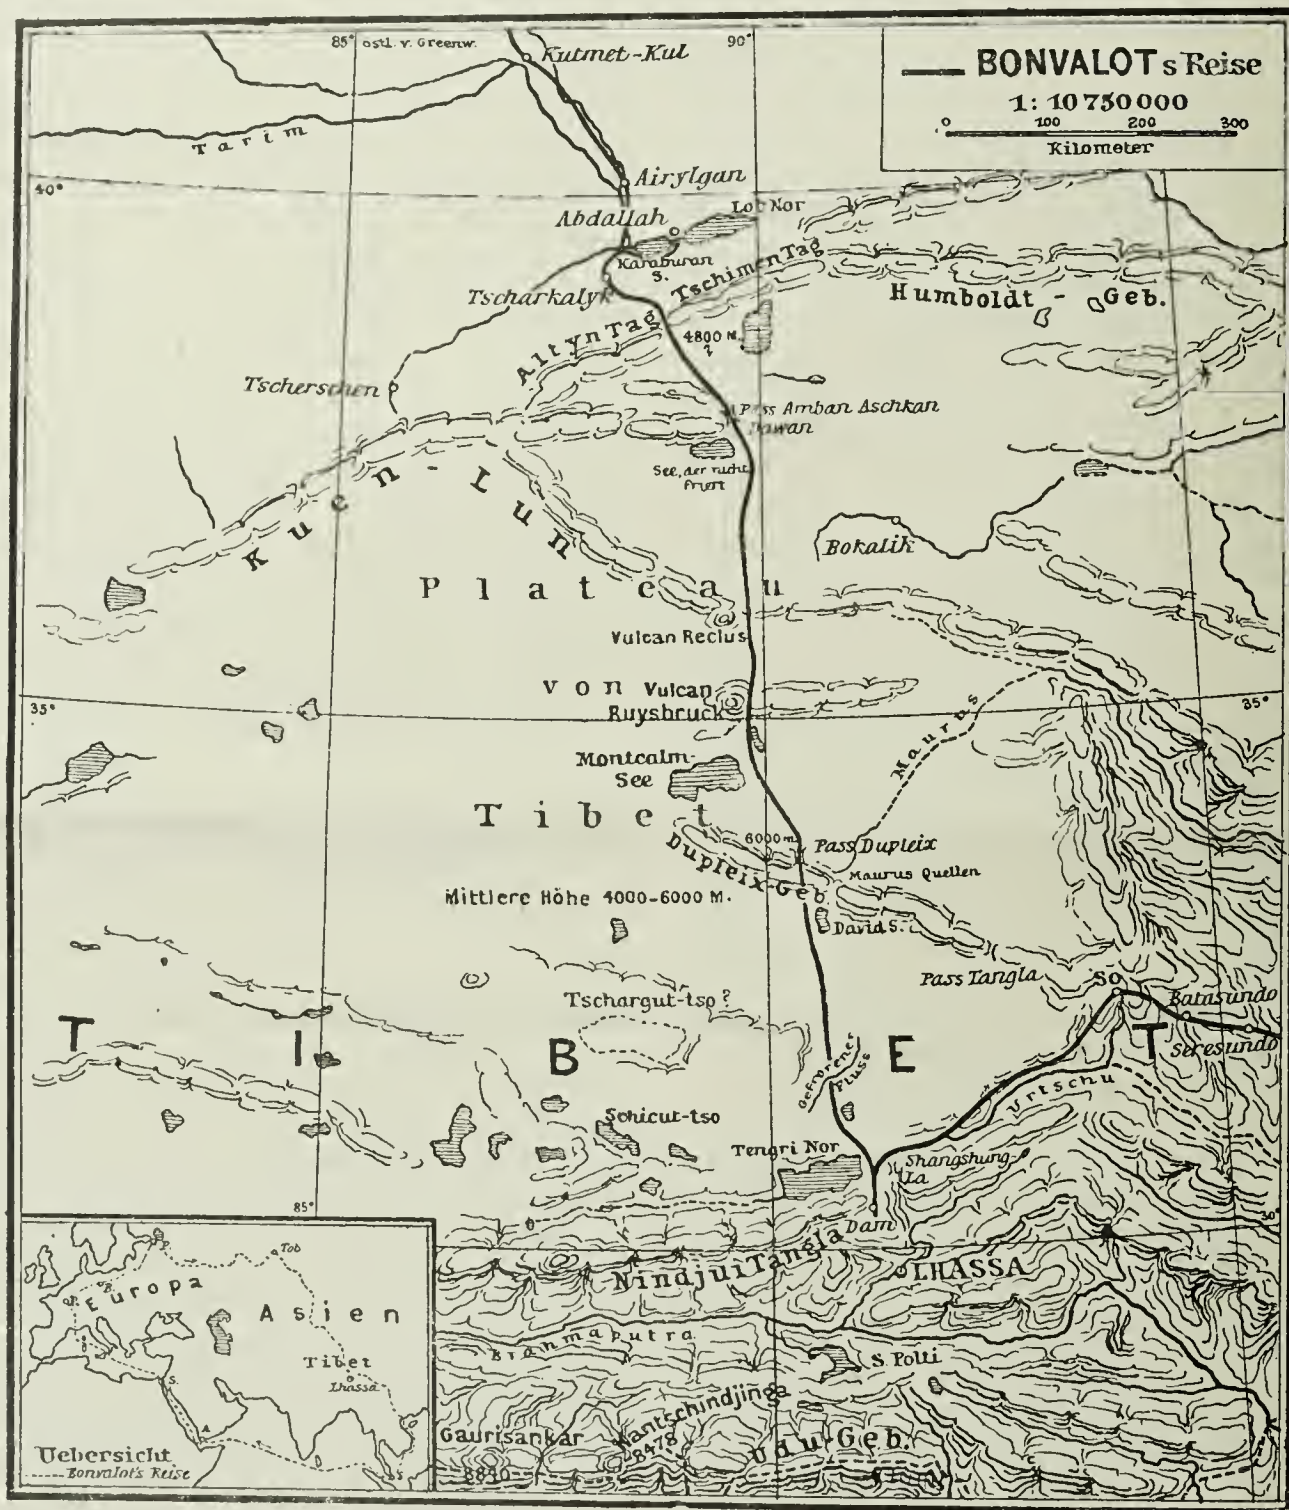 85° östl. v. Greenw.
90°
Kutmet-Kul
BONVALOTs Reise
1: 10 750 000
0 100 200 300
Kilometer
Tarim
40°
Airylgan
Abdallah
Lob Nor
Karaburan
S.
Tschimen Tag
Tscharkalyk
Humboldt - Geb.
Altyn Tag
4800 M.
?
Tscherschen
Pass Amban Aschkan
Dawan
See, der nicht
friert
Kuen-Lun
Bokalik
Plateau
Vulcan Reclus
von
Vulcan
Ruysbruck
35°
35°
Maurus
Montcalm-
See
Tibet
6000 m.
Pass Dupleix
Dupleix-Geb.
Maurus Quellen
Mittlere Höhe 4000-6000 M.
David S.
Pass Tangla
So
Batasundo
Seresundo
Tschargut-tso?
TIBET
Gefrorener
Fluss
Urtschu
Schicut-tso
Tengri Nor
Shangshung-
La
85°
Dam
30°
Nindjui Tangla
LHASSA
Bramaputra
S. Polti
Kantschindjinga
8478
Gaurisankar
8840
Udu-Geb.
P.
Tob
Europa
B.
P.
Asien
Tibet
Lhassa
S.
A
S.
Uebersicht
Bonvalot's Reise